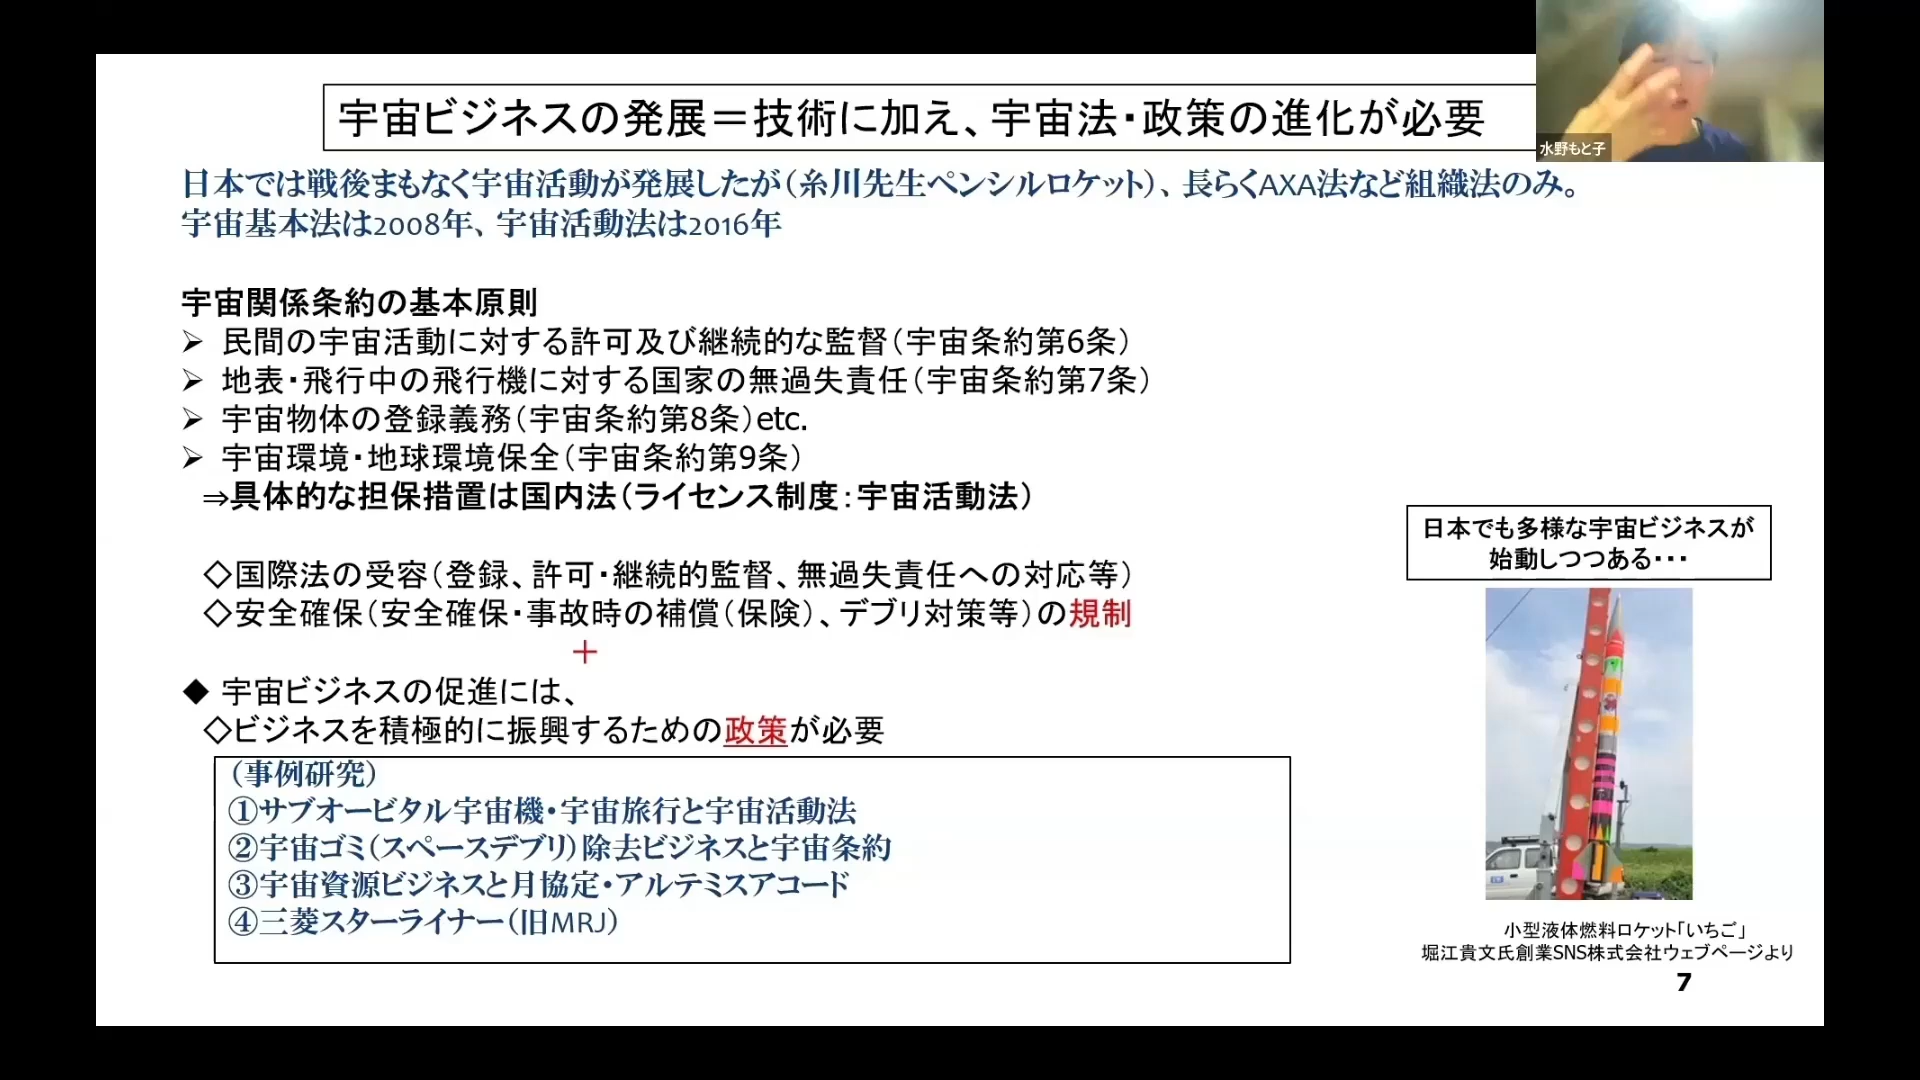 宇宙ビジネスの発展＝技術に加え、宇宙法・政策の進化が必要
水野もと子
日本では戦後まもなく宇宙活動が発展したが（糸川先生ペンシルロケット）、長らくAXA法など組織法のみ。
宇宙基本法は2008年、宇宙活動法は2016年
宇宙関係条約の基本原則
➢ 民間の宇宙活動に対する許可及び継続的な監督（宇宙条約第6条）
➢ 地表・飛行中の飛行機に対する国家の無過失責任（宇宙条約第7条）
➢ 宇宙物体の登録義務（宇宙条約第8条）etc.
➢ 宇宙環境・地球環境保全（宇宙条約第9条）
⇒具体的な担保措置は国内法（ライセンス制度：宇宙活動法）
◇国際法の受容（登録、許可・継続的監督、無過失責任への対応等）
◇安全確保（安全確保・事故時の補償（保険）、デブリ対策等）の規制
＋
◆ 宇宙ビジネスの促進には、
◇ビジネスを積極的に振興するための政策が必要
（事例研究）
①サブオービタル宇宙機・宇宙旅行と宇宙活動法
②宇宙ゴミ（スペースデブリ）除去ビジネスと宇宙条約
③宇宙資源ビジネスと月協定・アルテミスアコード
④三菱スターライナー（旧MRJ）
日本でも多様な宇宙ビジネスが
始動しつつある・・・
小型液体燃料ロケット「いちご」
堀江貴文氏創業SNS株式会社ウェブページより
7